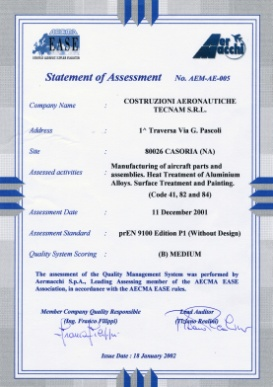 AECMA
EASE
Aer
Macchi
Statement of Assessment No. AEM-AE-005
Company Name : COSTRUZIONI AERONAUTICHE
TECNAM S.R.L.
Address : 1^ Traversa Via G. Pascoli
Site : 80026 CASORIA (NA)
Assessed activities : Manufacturing of aircraft parts and
assemblies. Heat Treatment of Aluminium
Alloys. Surface Treatment and Painting.
(Code 41, 82 and 84)
Assessment Date : 11 December 2001
Assessment Standard : prEN 9100 Edition P1 (Without Design)
Quality System Scoring : (B) MEDIUM
The assessment of the Quality Management System was performed by
Aermacchi S.p.A., Leading Assessing member of the AECMA EASE
Association, in accordance with the AECMA EASE rules.
Member Company Quality Responsible Lead Auditor
(Ing. Franco Filippi)
Issue Date : 18 January 2002